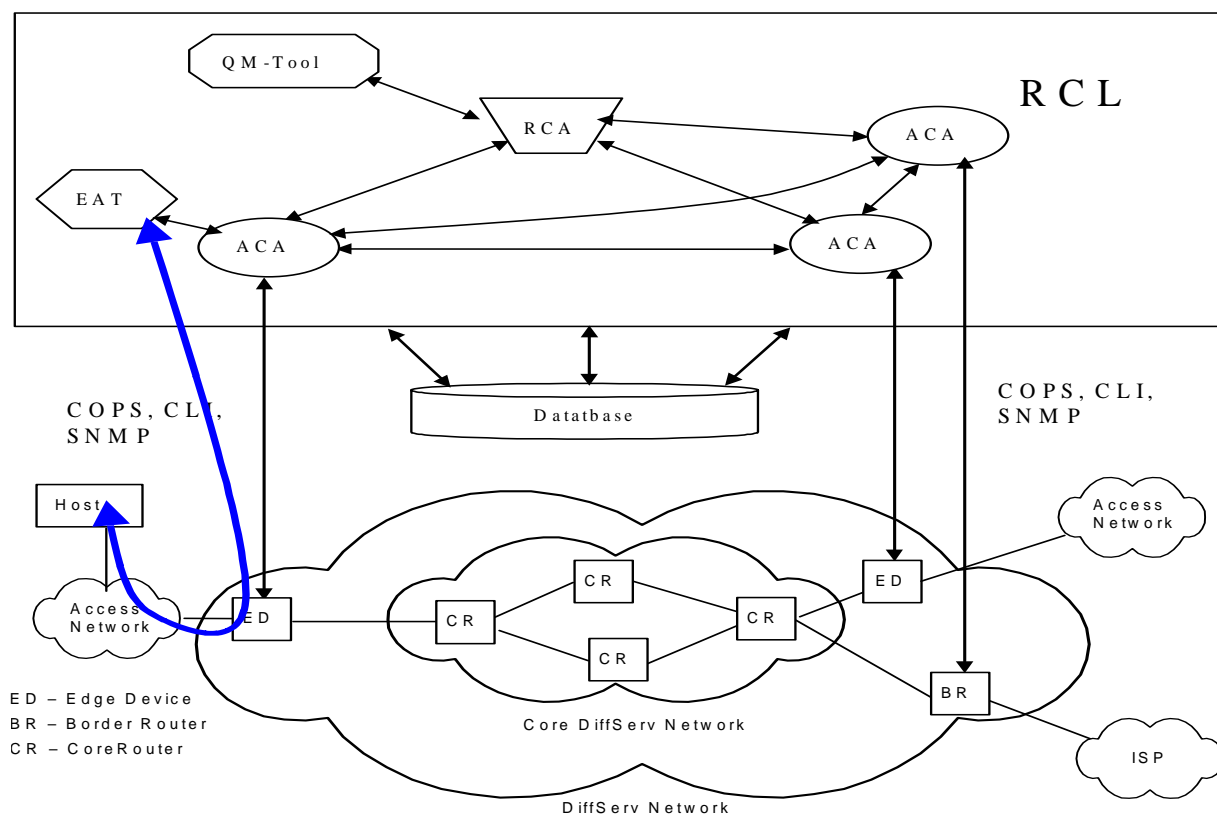 QM-Tool
RCL
RCA
ACA
EAT
ACA
ACA
COPS, CLI,
SNMP
COPS, CLI,
SNMP
Datatbase
Host
Access
Network
Access
Network
ED
CR
CR
CR
CR
ED
BR
ED – Edge Device
BR – Border Router
CR – CoreRouter
Core DiffServ Network
ISP
DiffServ Network